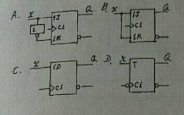 A. X 1J Q B. X 1J Q
1 C1 C1
1K 1K
C. X 1D Q D. X T Q
C1 C1